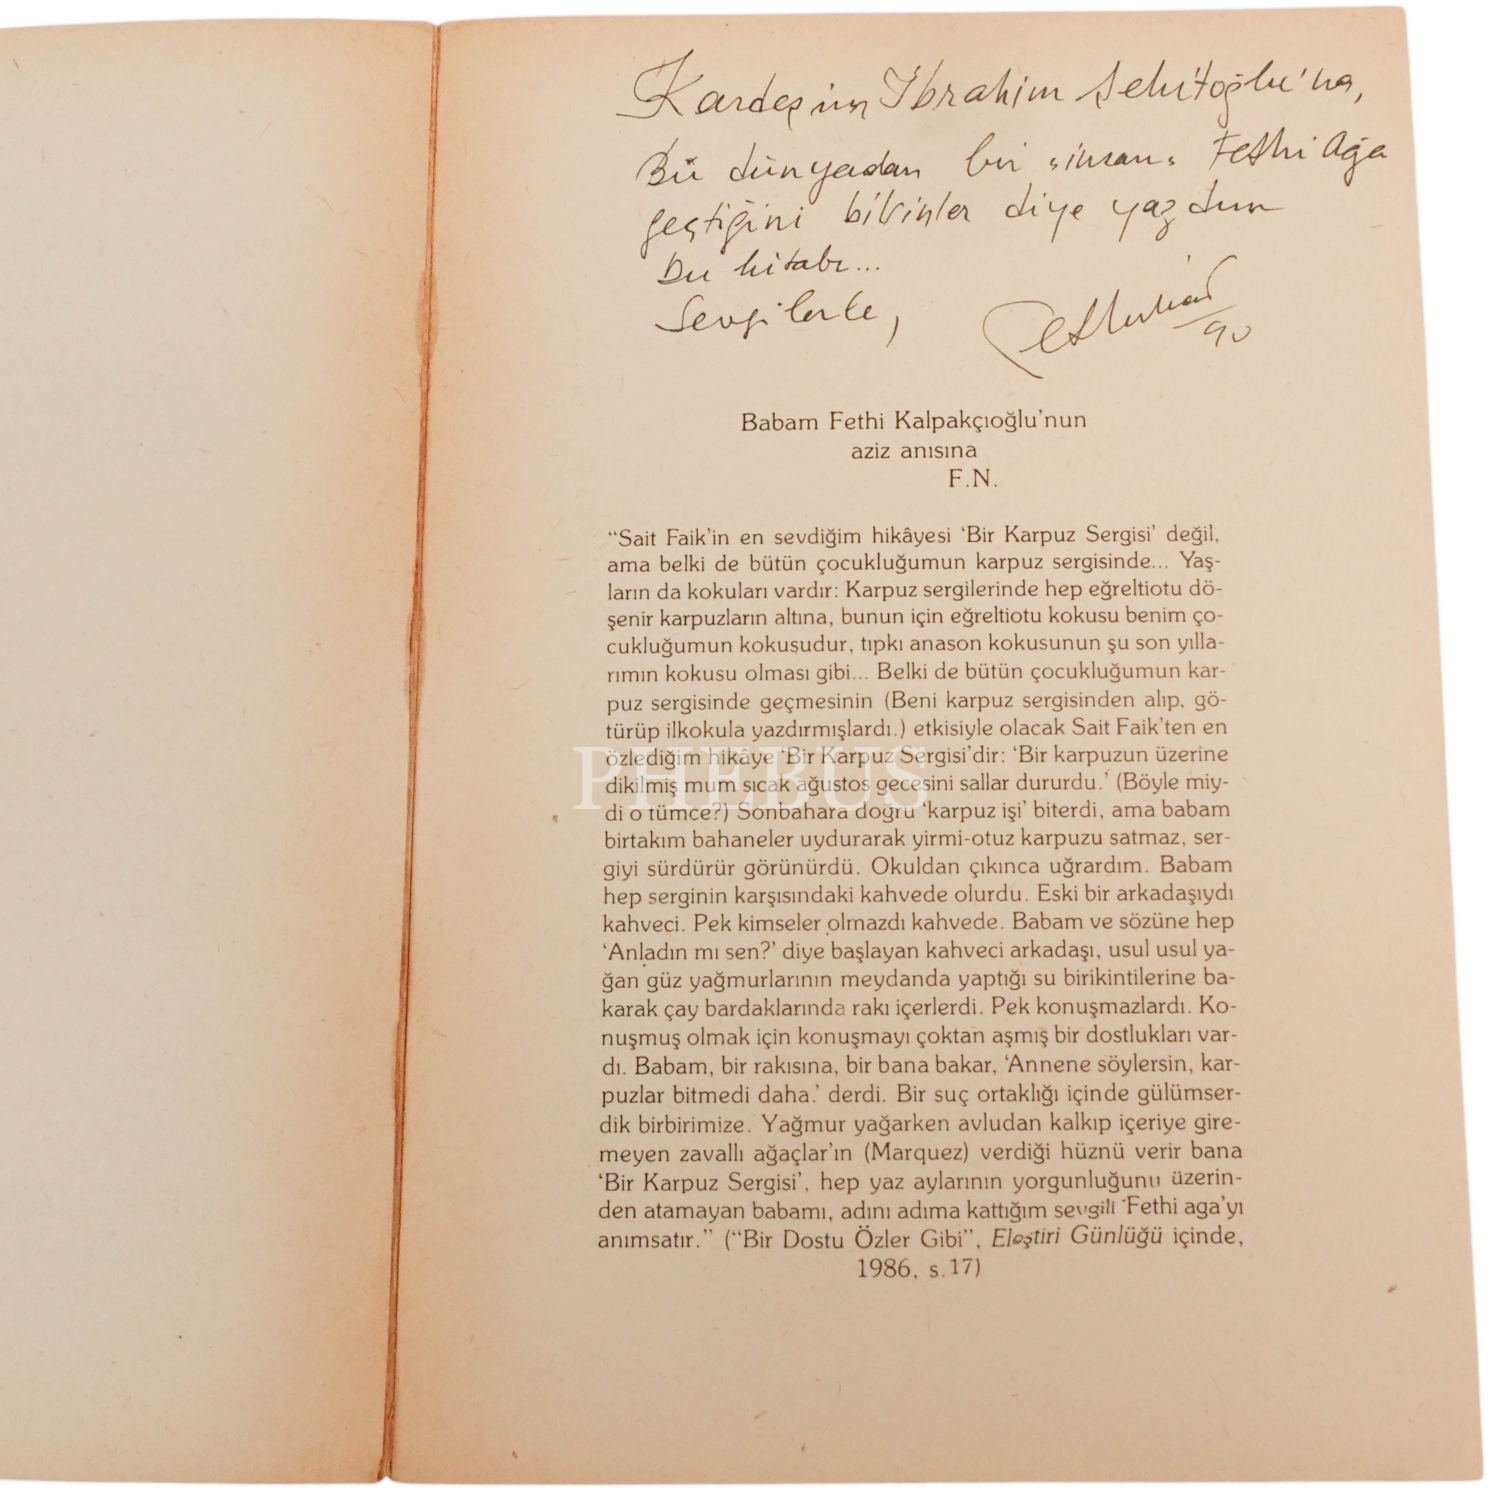 Kardeşim İbrahim Şehitoğlu'na,
Bu dünyadan bir "insan" Fethi Ağa
geçtiğini bilsinler diye yazdım
bu kitabı...
Sevgilerle,
90
Babam Fethi Kalpakçıoğlu'nun
aziz anısına
F.N.
“Sait Faik’in en sevdiğim hikâyesi ‘Bir Karpuz Sergisi’ değil,
ama belki de bütün çocukluğumun karpuz sergisinde... Yaş-
ların da kokuları vardır: Karpuz sergilerinde hep eğreltiotu dö-
şenir karpuzların altına, bunun için eğreltiotu kokusu benim ço-
cukluğumun kokusudur, tıpkı anason kokusunun şu son yılla-
rımın kokusu olması gibi... Belki de bütün çocukluğumun kar-
puz sergisinde geçmesinin (Beni karpuz sergisinden alıp, gö-
türüp ilkokula yazdırmışlardı.) etkisiyle olacak Sait Faik’ten en
özlediğim hikâye ‘Bir Karpuz Sergisi’dir: ‘Bir karpuzun üzerine
PHEBUS
dikilmiş mum sıcak ağustos gecesini sallar dururdu.’ (Böyle miy-
di o tümce?) Sonbahara doğru ‘karpuz işi’ biterdi, ama babam
birtakım bahaneler uydurarak yirmi-otuz karpuzu satmaz, ser-
giyi sürdürür görünürdü. Okuldan çıkınca uğrardım. Babam
hep serginin karşısındaki kahvede olurdu. Eski bir arkadaşıydı
kahveci. Pek kimseler olmazdı kahvede. Babam ve sözüne hep
‘Anladın mı sen?’ diye başlayan kahveci arkadaşı, usul usul ya-
ğan güz yağmurlarının meydanda yaptığı su birikintilerine ba-
karak çay bardaklarında rakı içerlerdi. Pek konuşmazlardı. Ko-
nuşmuş olmak için konuşmayı çoktan aşmış bir dostlukları var-
dı. Babam, bir rakısına, bir bana bakar, ‘Annene söylersin, kar-
puzlar bitmedi daha.’ derdi. Bir suç ortaklığı içinde gülümser-
dik birbirimize. Yağmur yağarken avludan kalkıp içeriye gire-
meyen zavallı ağaçlar’ın (Marquez) verdiği hüznü verir bana
‘Bir Karpuz Sergisi’, hep yaz aylarının yorgunluğunu üzerin-
den atamayan babamı, adını adıma kattığım sevgili ‘Fethi aga’yı
anımsatır.” (“Bir Dostu Özler Gibi”, Eleştiri Günlüğü içinde,
1986, s.17)